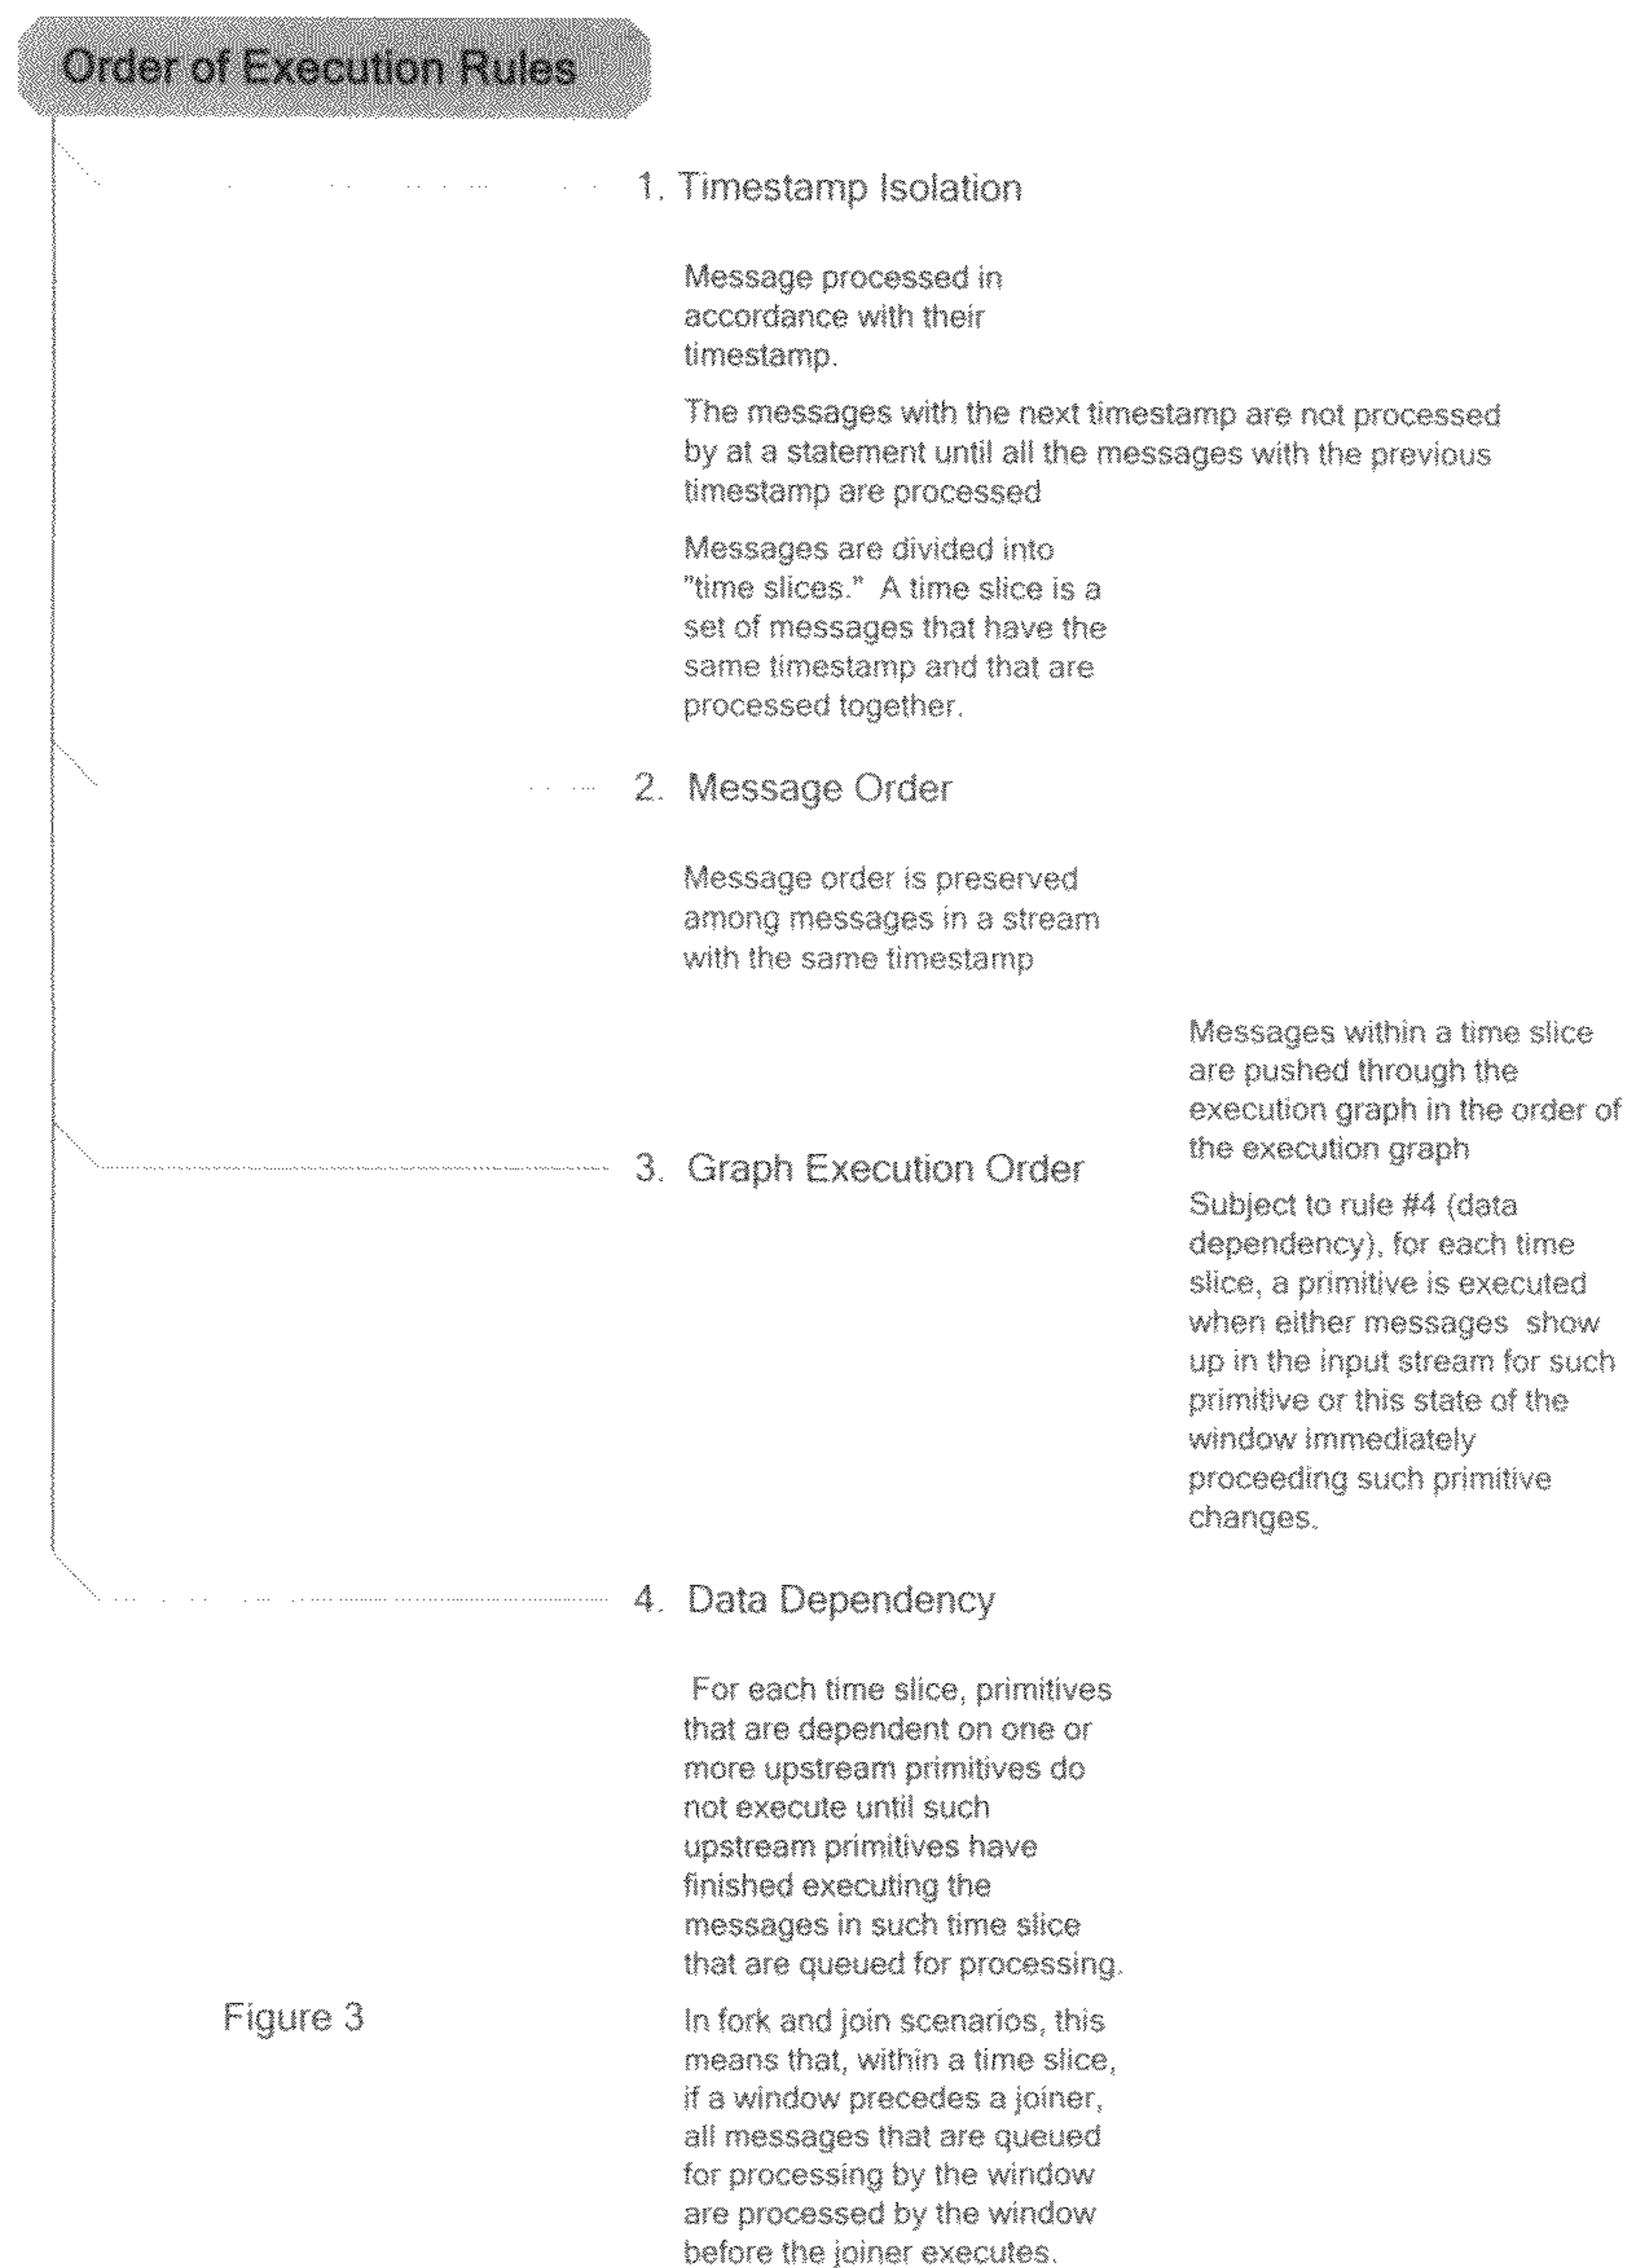 Order of Execution Rules
1. Timestamp Isolation
Message processed in
accordance with their
timestamp.
The messages with the next timestamp are not processed
by at a statement until all the messages with the previous
timestamp are processed
Messages are divided into
"time slices."  A time slice is a
set of messages that have the
same timestamp and that are
processed together.
2.  Message Order
Message order is preserved
among messages in a stream
with the same timestamp
3.  Graph Execution Order
Messages within a time slice
are pushed through the
execution graph in the order of
the execution graph
Subject to rule #4 (data
dependency), for each time
slice, a primitive is executed
when either messages  show
up in the input stream for such
primitive or this state of the
window immediately
proceeding such primitive
changes.
4.  Data Dependency
For each time slice, primitives
that are dependent on one or
more upstream primitives do
not execute until such
upstream primitives have
finished executing the
messages in such time slice
that are queued for processing.
In fork and join scenarios, this
means that, within a time slice,
if a window precedes a joiner,
all messages that are queued
for processing by the window
are processed by the window
before the joiner executes.
Figure 3